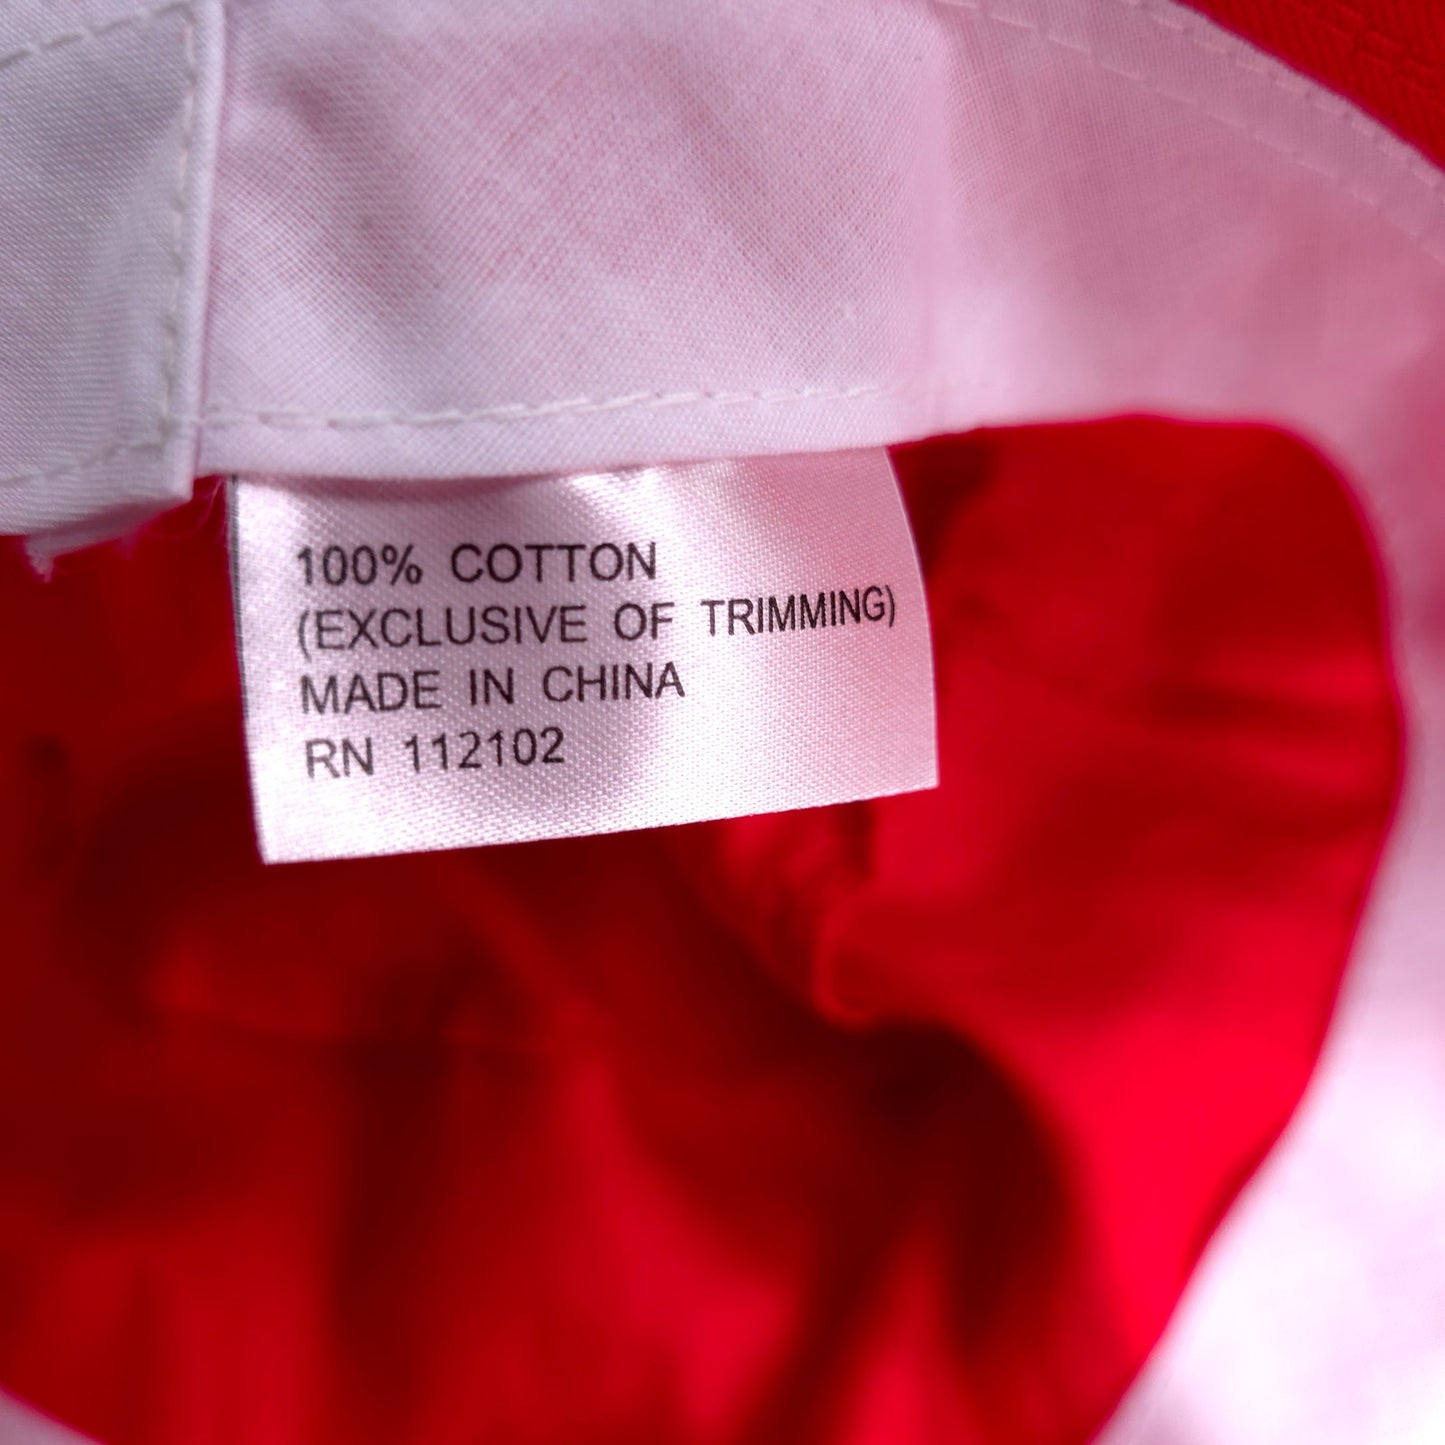 100% COTTON
(EXCLUSIVE OF TRIMMING)
MADE IN CHINA
RN 112102